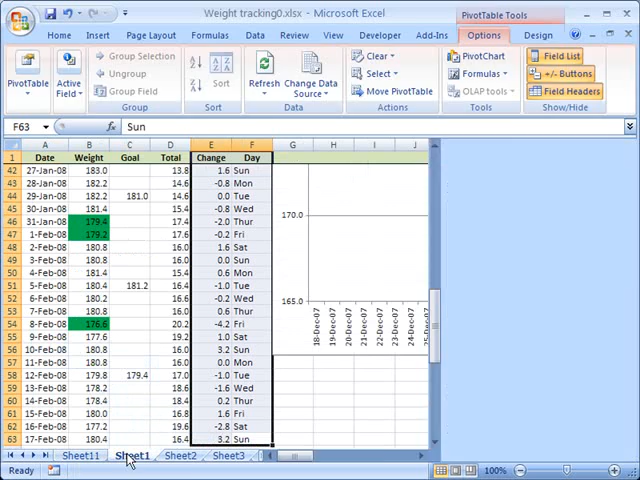 Weight tracking0.xlsx - Microsoft Excel
PivotTable Tools
Home Insert Page Layout Formulas Data Review View Developer Add-Ins Options Design
PivotTable
Active Field
Group Selection
Ungroup
Group Field
Group
Sort
Sort
Refresh
Change Data Source
Data
Clear
Select
Move PivotTable
Actions
PivotChart
Formulas
OLAP tools
Tools
Field List
+/- Buttons
Field Headers
Show/Hide
F63 fx Sun
A B C D E F G H I J
1 Date Weight Goal Total Change Day
42 27-Jan-08 183.0 13.8 1.6 Sun
43 28-Jan-08 182.2 14.6 -0.8 Mon
44 29-Jan-08 182.2 181.0 14.6 0.0 Tue
45 30-Jan-08 181.4 15.4 -0.8 Wed
46 31-Jan-08 179.4 17.4 -2.0 Thur
47 1-Feb-08 179.2 17.6 -0.2 Fri
48 2-Feb-08 180.8 16.0 1.6 Sat
49 3-Feb-08 180.8 16.0 0.0 Sun
50 4-Feb-08 181.4 15.4 0.6 Mon
51 5-Feb-08 180.4 181.2 16.4 -1.0 Tue
52 6-Feb-08 180.2 16.6 -0.2 Wed
53 7-Feb-08 180.8 16.0 0.6 Thur
54 8-Feb-08 176.6 20.2 -4.2 Fri
55 9-Feb-08 177.6 19.2 1.0 Sat
56 10-Feb-08 180.8 16.0 3.2 Sun
57 11-Feb-08 180.8 16.0 0.0 Mon
58 12-Feb-08 179.8 179.4 17.0 -1.0 Tue
59 13-Feb-08 178.2 18.6 -1.6 Wed
60 14-Feb-08 178.4 18.4 0.2 Thur
61 15-Feb-08 180.0 16.8 1.6 Fri
62 16-Feb-08 177.2 19.6 -2.8 Sat
63 17-Feb-08 180.4 16.4 3.2 Sun
170.0
165.0
18-Dec-07
19-Dec-07
20-Dec-07
21-Dec-07
22-Dec-07
23-Dec-07
24-Dec-07
25-Dec-07
26-Dec-07
Sheet11 Sheet1 Sheet2 Sheet3
Ready 100%